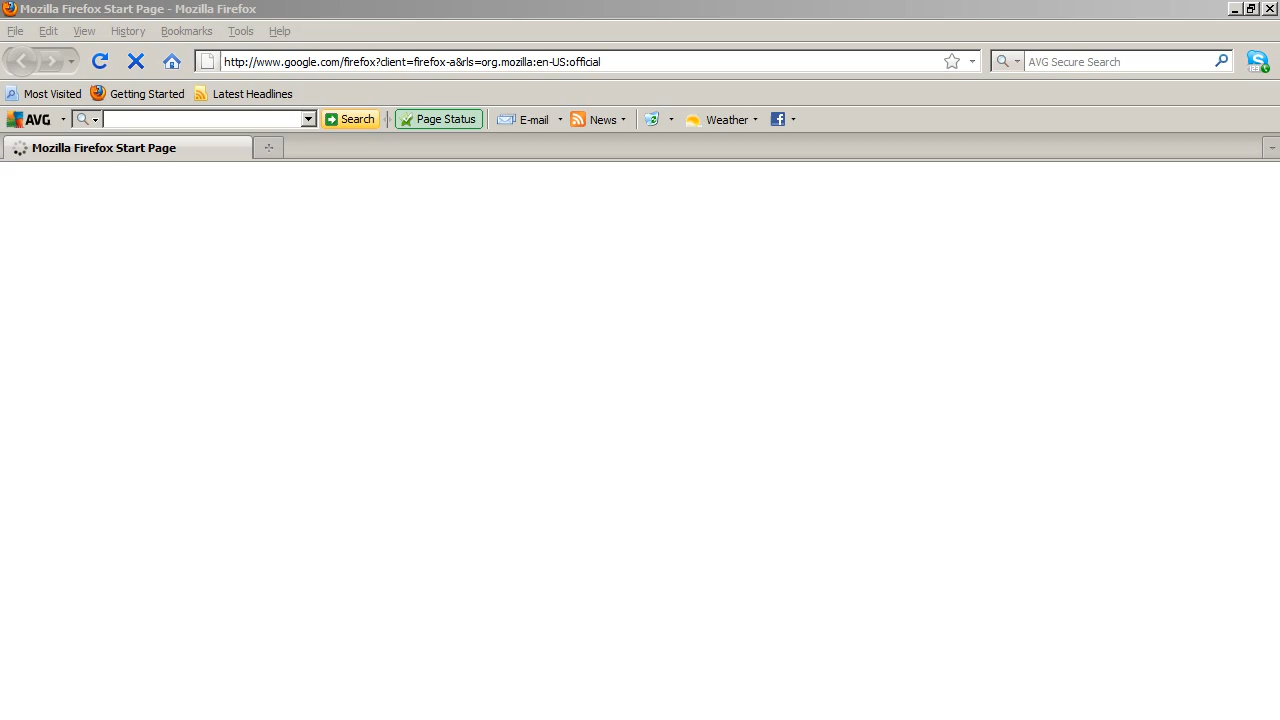 Mozilla Firefox Start Page - Mozilla Firefox
File Edit View History Bookmarks Tools Help
http://www.google.com/firefox?client=firefox-a&rls=org.mozilla:en-US:official AVG Secure Search
Most Visited Getting Started Latest Headlines
AVG Search Page Status E-mail News Weather
Mozilla Firefox Start Page